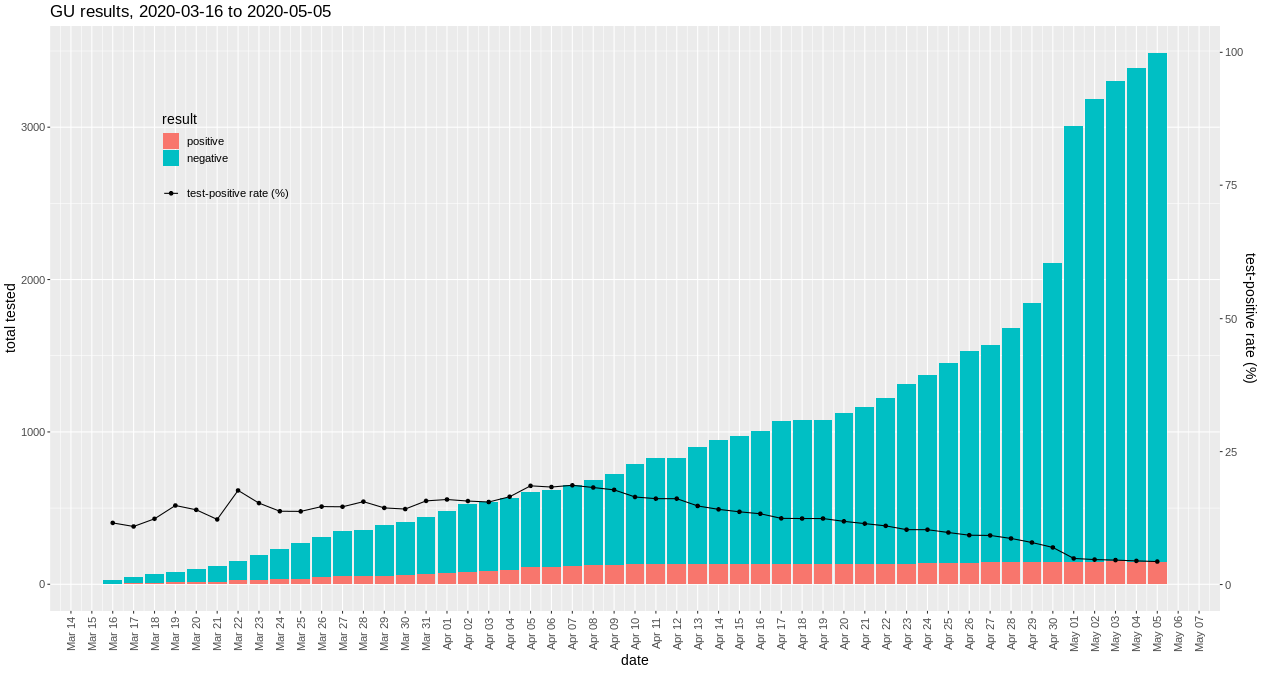 GU results, 2020-03-16 to 2020-05-05
result
positive
negative
test-positive rate (%)
total tested
3000
2000
1000
0
100
75
50
25
0
test-positive rate (%)
Mar 14
Mar 15
Mar 16
Mar 17
Mar 18
Mar 19
Mar 20
Mar 21
Mar 22
Mar 23
Mar 24
Mar 25
Mar 26
Mar 27
Mar 28
Mar 29
Mar 30
Mar 31
Apr 01
Apr 02
Apr 03
Apr 04
Apr 05
Apr 06
Apr 07
Apr 08
Apr 09
Apr 10
Apr 11
Apr 12
Apr 13
Apr 14
Apr 15
Apr 16
Apr 17
Apr 18
Apr 19
Apr 20
Apr 21
Apr 22
Apr 23
Apr 24
Apr 25
Apr 26
Apr 27
Apr 28
Apr 29
Apr 30
May 01
May 02
May 03
May 04
May 05
May 06
May 07
date